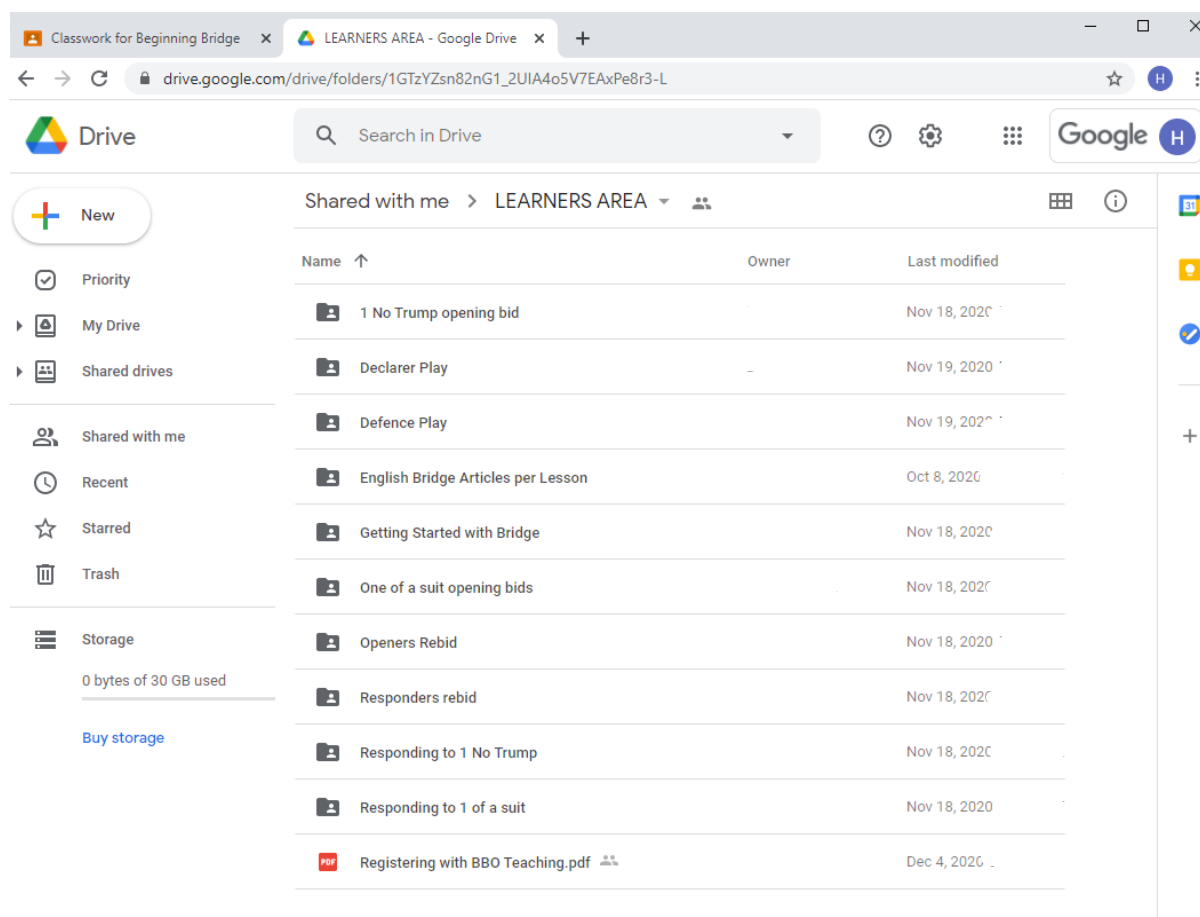 Classwork for Beginning Bridge
LEARNERS AREA - Google Drive
drive.google.com/drive/folders/1GTzYZsn82nG1_2UIA4o5V7EAxPe8r3-L
H
Drive
Search in Drive
Google
H
New
Shared with me > LEARNERS AREA
31
Name Owner Last modified
Priority
My Drive
Shared drives
Shared with me
Recent
Starred
Trash
Storage
0 bytes of 30 GB used
Buy storage
1 No Trump opening bid Nov 18, 2020
Declarer Play Nov 19, 2020
Defence Play Nov 19, 2020
English Bridge Articles per Lesson Oct 8, 2020
Getting Started with Bridge Nov 18, 2020
One of a suit opening bids Nov 18, 2020
Openers Rebid Nov 18, 2020
Responders rebid Nov 18, 2020
Responding to 1 No Trump Nov 18, 2020
Responding to 1 of a suit Nov 18, 2020
PDF Registering with BBO Teaching.pdf Dec 4, 2020